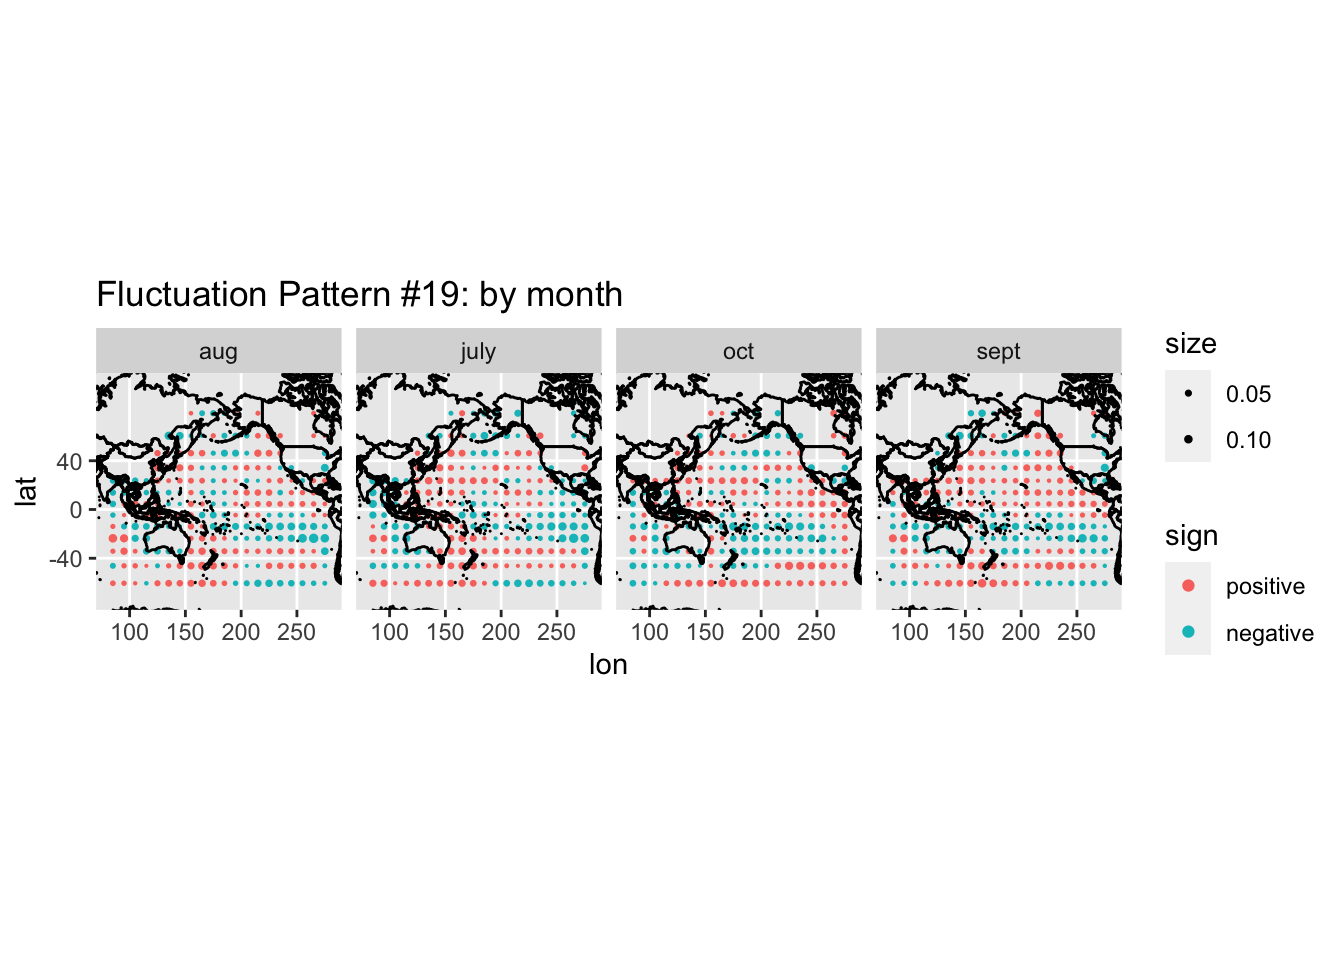 Fluctuation Pattern #19: by month
aug july oct sept
40
0
-40
lat
100 150 200 250 100 150 200 250 100 150 200 250 100 150 200 250
lon
size
0.05
0.10
sign
positive
negative